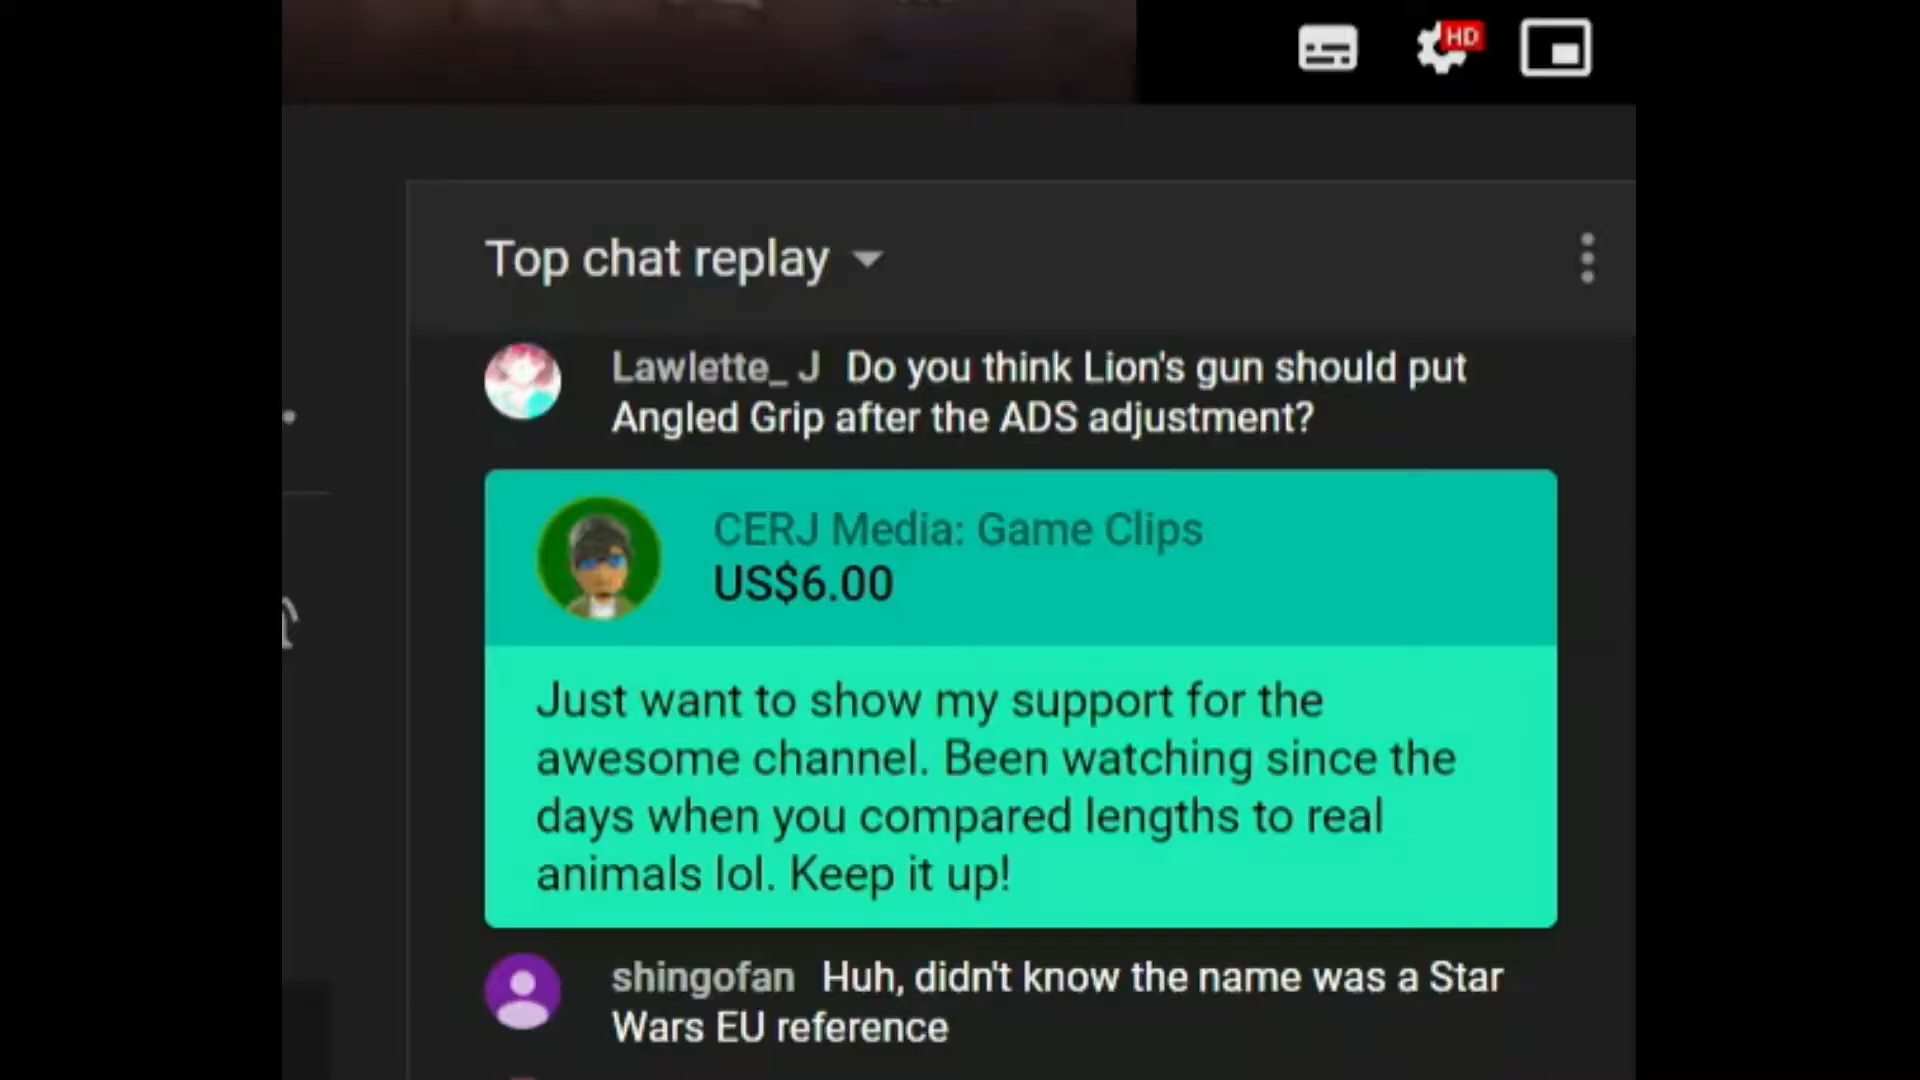 HD
Top chat replay
Lawlette_ J Do you think Lion's gun should put
Angled Grip after the ADS adjustment?
CERJ Media: Game Clips
US$6.00
Just want to show my support for the
awesome channel. Been watching since the
days when you compared lengths to real
animals lol. Keep it up!
shingofan Huh, didn't know the name was a Star
Wars EU reference